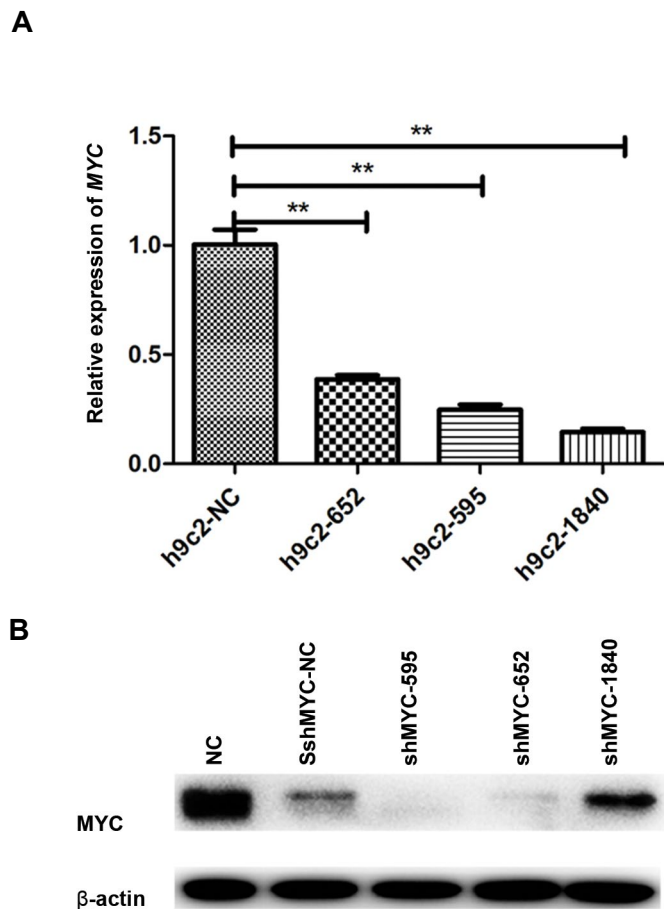 A
Relative expression of MYC
1.5
1.0
0.5
0.0
**
**
**
h9c2-NC
h9c2-652
h9c2-595
h9c2-1840
B
NC
SshMYC-NC
shMYC-595
shMYC-652
shMYC-1840
MYC
β-actin